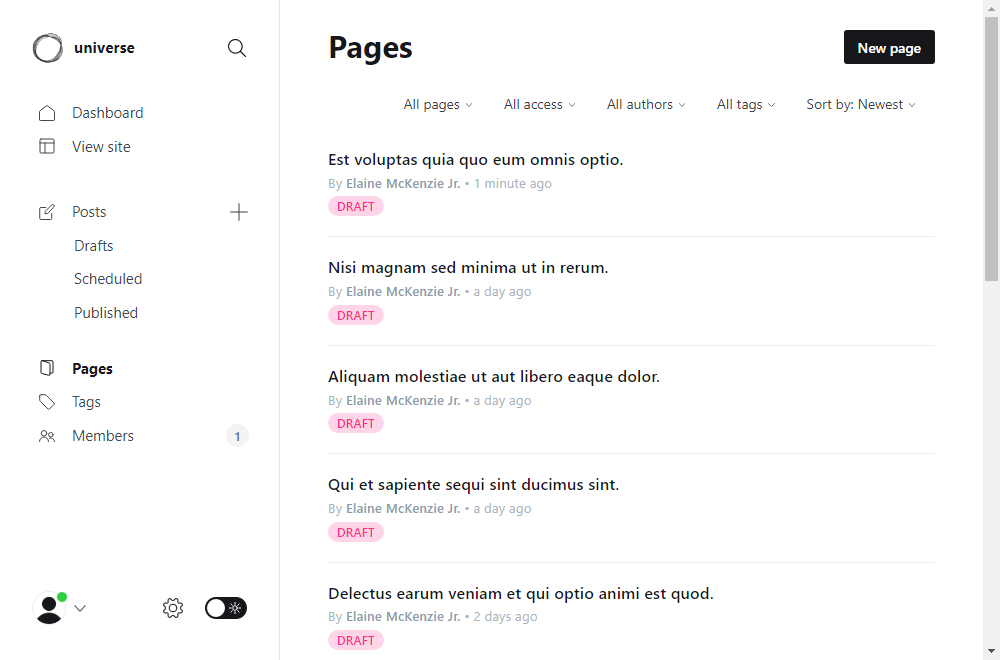 universe
Dashboard
View site
Posts
Drafts
Scheduled
Published
Pages
Tags
Members
1
Pages
New page
All pages
All access
All authors
All tags
Sort by: Newest
Est voluptas quia quo eum omnis optio.
By Elaine McKenzie Jr. • 1 minute ago
DRAFT
Nisi magnam sed minima ut in rerum.
By Elaine McKenzie Jr. • a day ago
DRAFT
Aliquam molestiae ut aut libero eaque dolor.
By Elaine McKenzie Jr. • a day ago
DRAFT
Qui et sapiente sequi sint ducimus sint.
By Elaine McKenzie Jr. • a day ago
DRAFT
Delectus earum veniam et qui optio animi est quod.
By Elaine McKenzie Jr. • 2 days ago
DRAFT